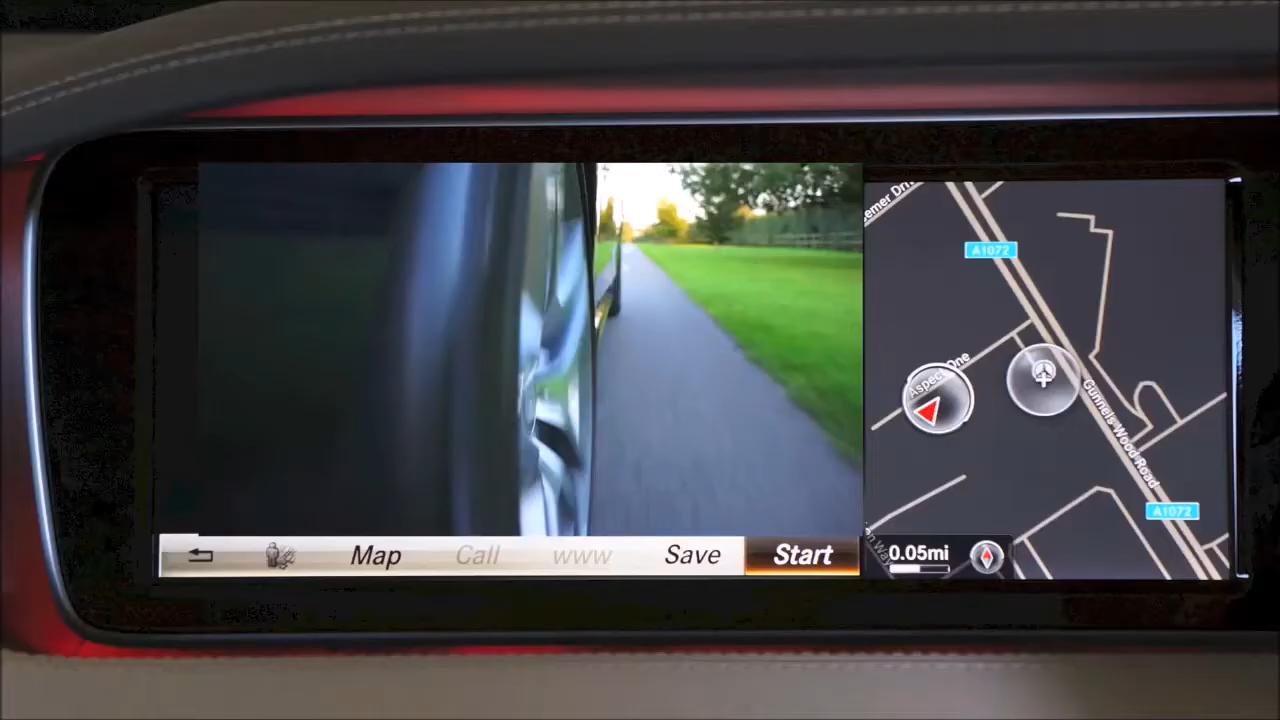 Map Call www Save Start
A1072
Aspect One
Gunnels Wood Road
A1072
0.05mi